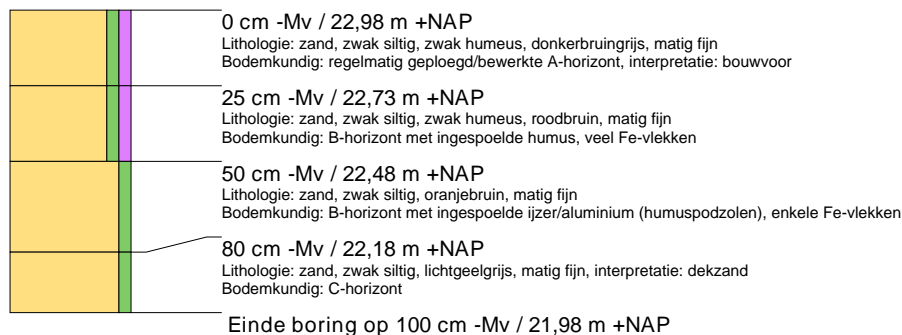 0 cm -Mv / 22,98 m +NAP
Lithologie: zand, zwak siltig, zwak humeus, donkerbruingrijs, matig fijn
Bodemkundig: regelmatig geploegd/bewerkte A-horizont, interpretatie: bouwvoor
25 cm -Mv / 22,73 m +NAP
Lithologie: zand, zwak siltig, zwak humeus, roodbruin, matig fijn
Bodemkundig: B-horizont met ingespoelde humus, veel Fe-vlekken
50 cm -Mv / 22,48 m +NAP
Lithologie: zand, zwak siltig, oranjebruin, matig fijn
Bodemkundig: B-horizont met ingespoelde ijzer/aluminium (humuspodzolen), enkele Fe-vlekken
80 cm -Mv / 22,18 m +NAP
Lithologie: zand, zwak siltig, lichtgeelgrijs, matig fijn, interpretatie: dekzand
Bodemkundig: C-horizont
Einde boring op 100 cm -Mv / 21,98 m +NAP